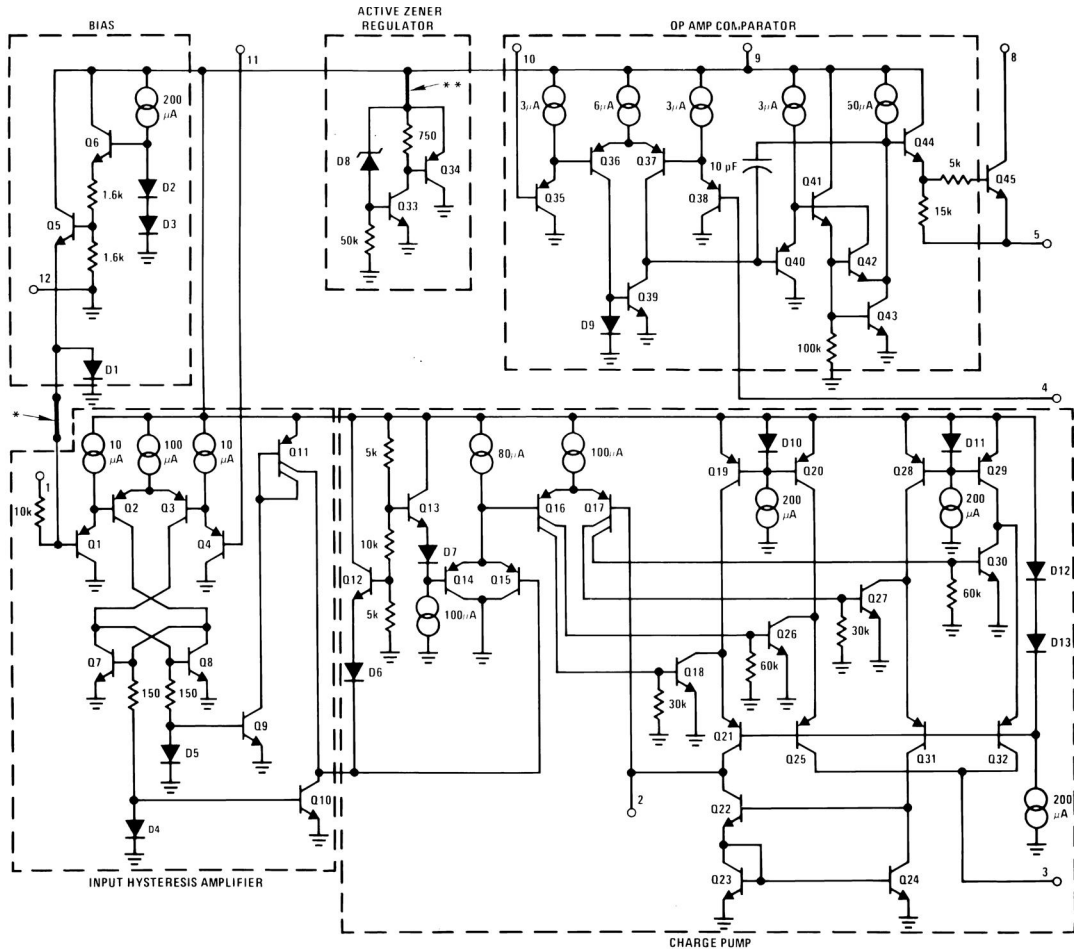 BIAS
ACTIVE ZENER
REGULATOR
OP AMP COMPARATOR
11
10
9
8
200
μA
**
3μA
6μA
3μA
3μA
50μA
Q6
750
Q44
D8
Q34
Q36
Q37
10 pF
5k
Q45
1.6k
D2
Q35
Q38
Q41
Q5
D3
Q33
15k
1.6k
50k
5
12
Q40
Q42
Q39
D9
Q43
D1
100k
4
*
10
μA
100
μA
10
μA
Q11
5k
80μA
100μA
D10
D11
Q19
Q20
Q28
Q29
1
200
μA
200
μA
10k
Q2
Q3
Q13
Q16
Q17
Q1
Q4
10k
D7
Q30
Q12
Q14
Q15
D12
5k
100μA
Q27
60k
Q26
30k
D13
Q7
Q8
D6
Q18
60k
150
150
30k
Q9
Q21
Q25
Q31
Q32
D5
2
Q10
Q22
200
μA
D4
Q23
Q24
3
INPUT HYSTERESIS AMPLIFIER
CHARGE PUMP